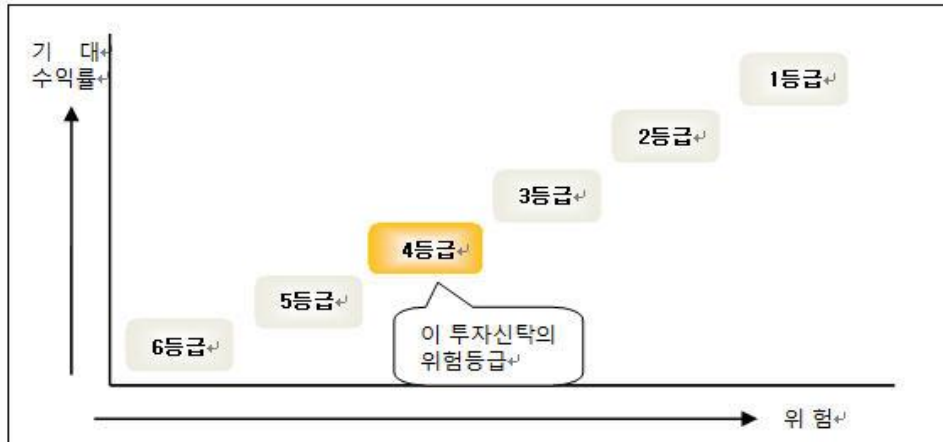 기 대↵
수익률↵
1등급↵
2등급↵
3등급↵
4등급↵
5등급↵
6등급↵
이 투자신탁의
위험등급↵
위 험↵